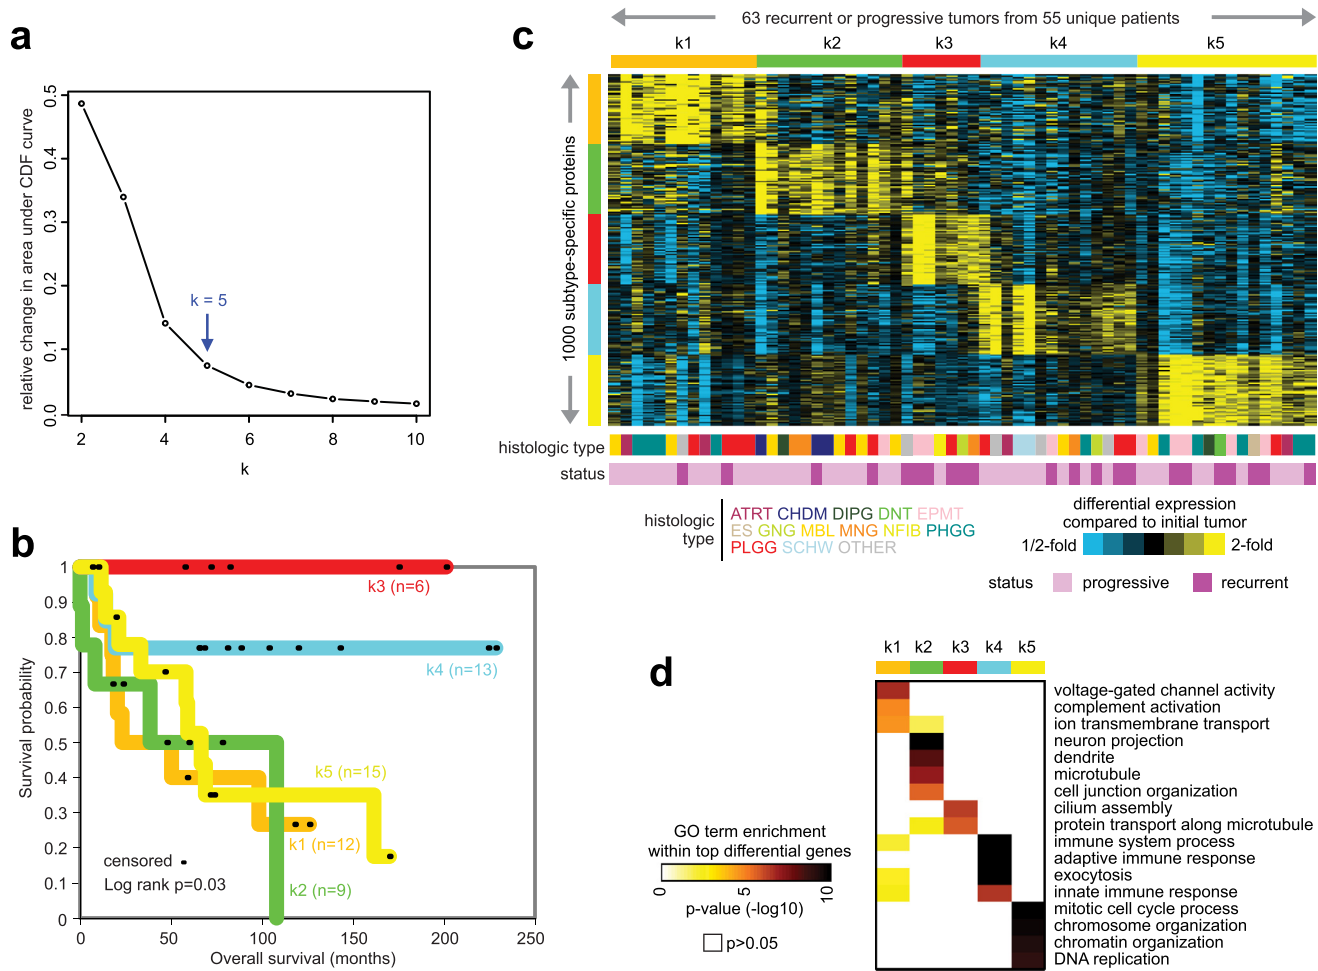 a
relative change in area under CDF curve
0.5
0.4
0.3
0.2
0.1
0.0
k = 5
2 4 6 8 10
k
b
Survival probability
1
0.9
0.8
0.7
0.6
0.5
0.4
0.3
0.2
0.1
0
k3 (n=6)
k4 (n=13)
k5 (n=15)
k1 (n=12)
k2 (n=9)
censored
Log rank p=0.03
0 50 100 150 200 250
Overall survival (months)
c
63 recurrent or progressive tumors from 55 unique patients
k1 k2 k3 k4 k5
1000 subtype-specific proteins
histologic type
status
histologic
type
ATRT CHDM DIPG DNT EPMT
ES GNG MBL MNG NFIB PHGG
PLGG SCHW OTHER
differential expression
compared to initial tumor
1/2-fold 2-fold
status progressive recurrent
d
k1 k2 k3 k4 k5
voltage-gated channel activity
complement activation
ion transmembrane transport
neuron projection
dendrite
microtubule
cell junction organization
cilium assembly
protein transport along microtubule
immune system process
adaptive immune response
exocytosis
innate immune response
mitotic cell cycle process
chromosome organization
chromatin organization
DNA replication
GO term enrichment
within top differential genes
0 5 10
p-value (-log10)
p>0.05